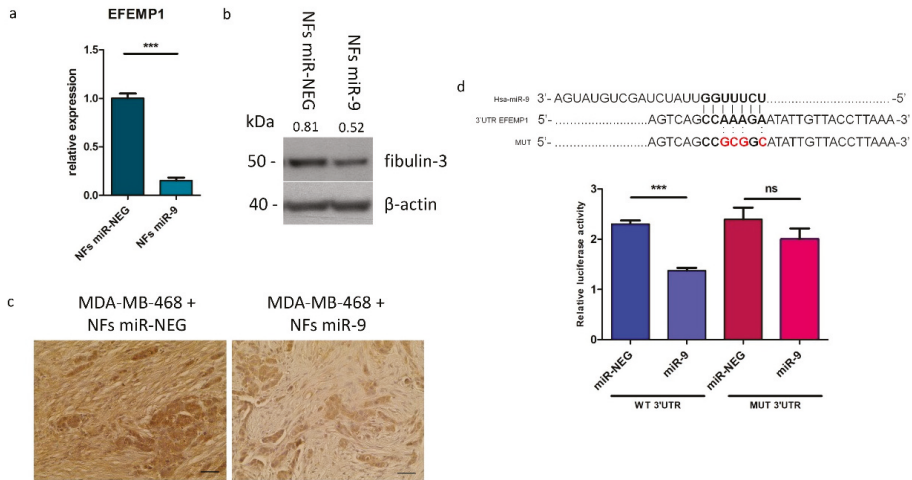 a
EFEMP1
relative expression
1.5
1.0
0.5
0.0
***
NFs miR-NEG
NFs miR-9
b
NFs miR-NEG
NFs miR-9
kDa
0.81 0.52
50 - fibulin-3
40 - β-actin
c
MDA-MB-468 +
NFs miR-NEG
MDA-MB-468 +
NFs miR-9
d
Hsa-miR-9 3'- AGUAUGUCGAUCUAUUGGUUUCU.......................... -5'
3'UTR EFEMP1 5'- ......................AGTCAGCCAAAGAATATTGTTACCTTAAA-3'
MUT 5'- ......................AGTCAGCCGCGGCATATTGTTACCTTAAA-3'
Relative luciferase activity
3
2
1
0
***
ns
miR-NEG
miR-9
miR-NEG
miR-9
WT 3'UTR
MUT 3'UTR